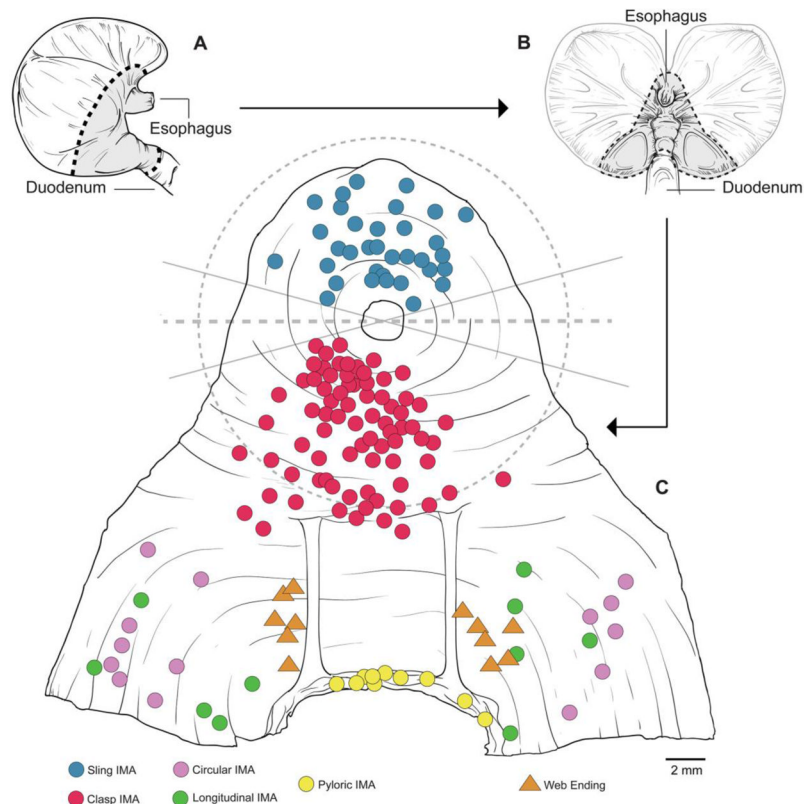 A
Esophagus
Duodenum
B
Esophagus
Duodenum
C
2 mm
Sling IMA
Circular IMA
Pyloric IMA
Web Ending
Clasp IMA
Longitudinal IMA